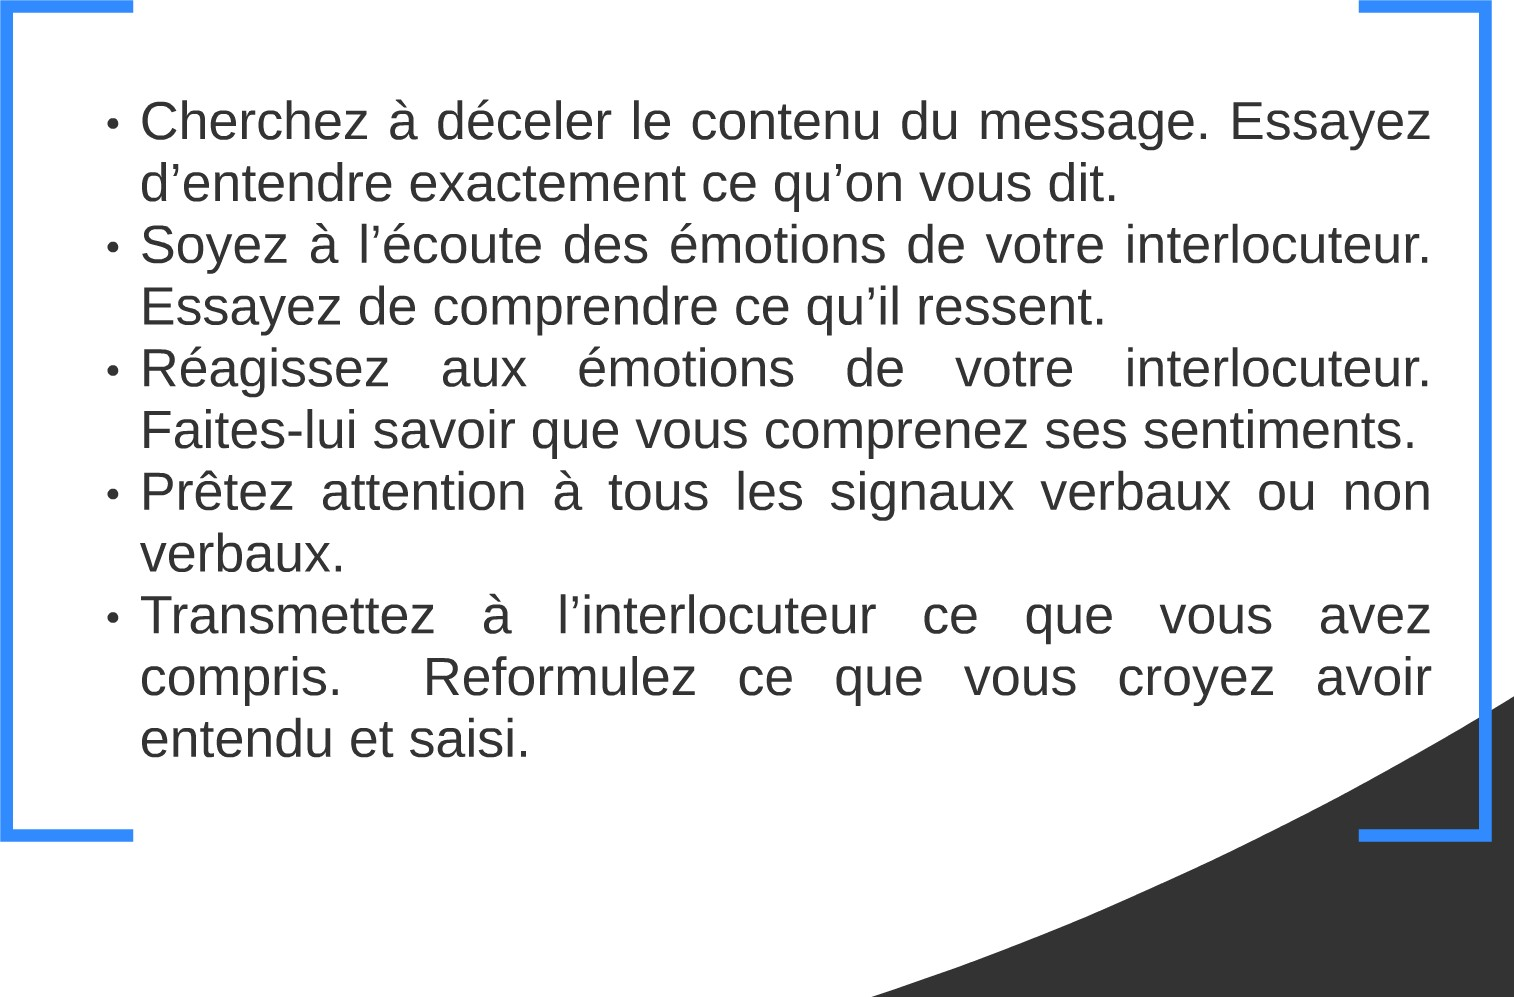 • Cherchez à déceler le contenu du message. Essayez
d’entendre exactement ce qu’on vous dit.
• Soyez à l’écoute des émotions de votre interlocuteur.
Essayez de comprendre ce qu’il ressent.
• Réagissez aux émotions de votre interlocuteur.
Faites-lui savoir que vous comprenez ses sentiments.
• Prêtez attention à tous les signaux verbaux ou non
verbaux.
• Transmettez à l’interlocuteur ce que vous avez
compris.  Reformulez ce que vous croyez avoir
entendu et saisi.